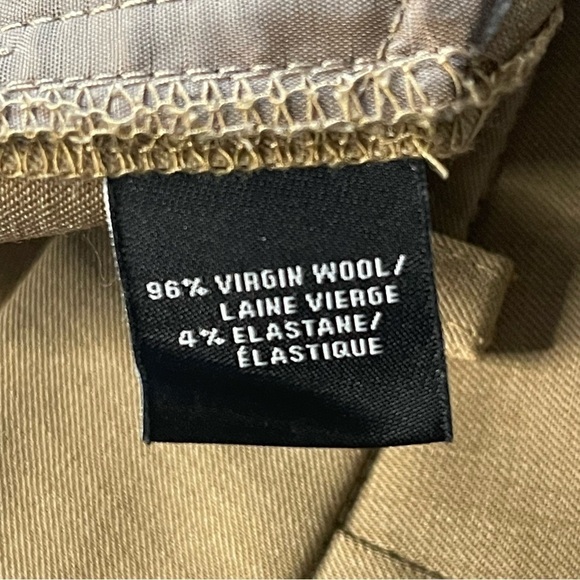 96% VIRGIN WOOL/
LAINE VIERGE
4% ELASTANE/
ÉLASTIQUE